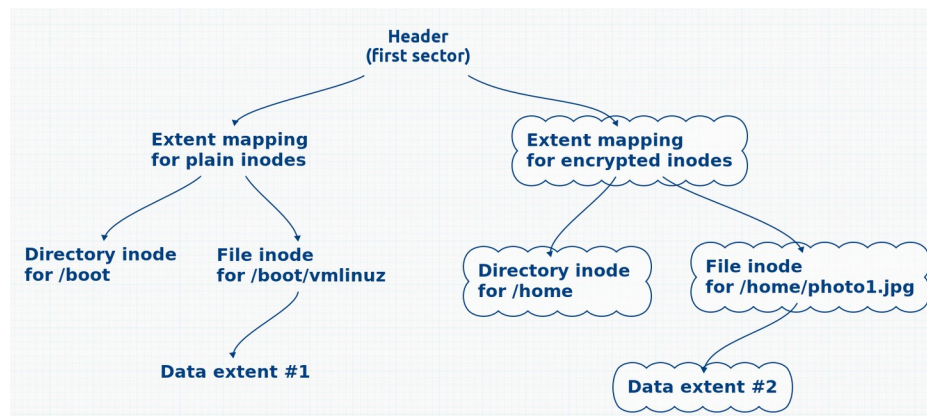 Header
(first sector)
Extent mapping
for plain inodes
Extent mapping
for encrypted inodes
Directory inode
for /boot
File inode
for /boot/vmlinuz
Directory inode
for /home
File inode
for /home/photo1.jpg
Data extent #1
Data extent #2